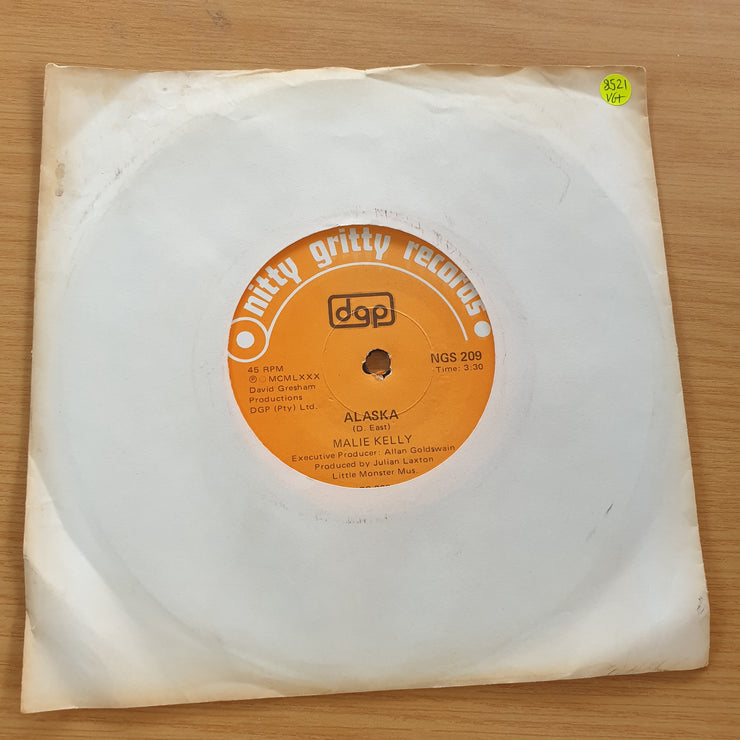 8521
VG+
nitty gritty records
dgp
45 RPM
Ⓟ © MCMLXXX
David Gresham
Productions
DGP (Pty) Ltd.
NGS 209
Time: 3:30
ALASKA
(D. East)
MALIE KELLY
Executive Producer: Allan Goldswain
Produced by Julian Laxton
Little Monster Mus.